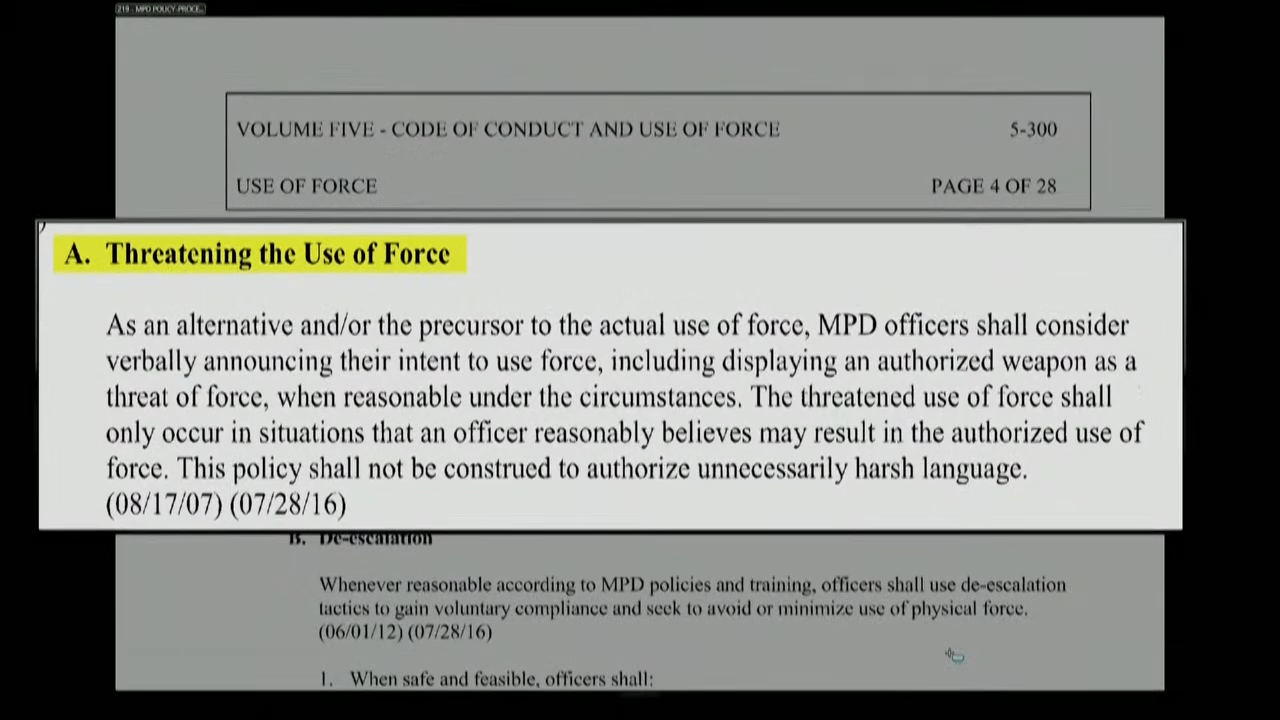 219 - MPD POLICY-PROCE...
VOLUME FIVE - CODE OF CONDUCT AND USE OF FORCE 5-300
USE OF FORCE PAGE 4 OF 28
A. Threatening the Use of Force
As an alternative and/or the precursor to the actual use of force, MPD officers shall consider
verbally announcing their intent to use force, including displaying an authorized weapon as a
threat of force, when reasonable under the circumstances. The threatened use of force shall
only occur in situations that an officer reasonably believes may result in the authorized use of
force. This policy shall not be construed to authorize unnecessarily harsh language.
(08/17/07) (07/28/16)
B. De-escalation
Whenever reasonable according to MPD policies and training, officers shall use de-escalation
tactics to gain voluntary compliance and seek to avoid or minimize use of physical force.
(06/01/12) (07/28/16)
1. When safe and feasible, officers shall: